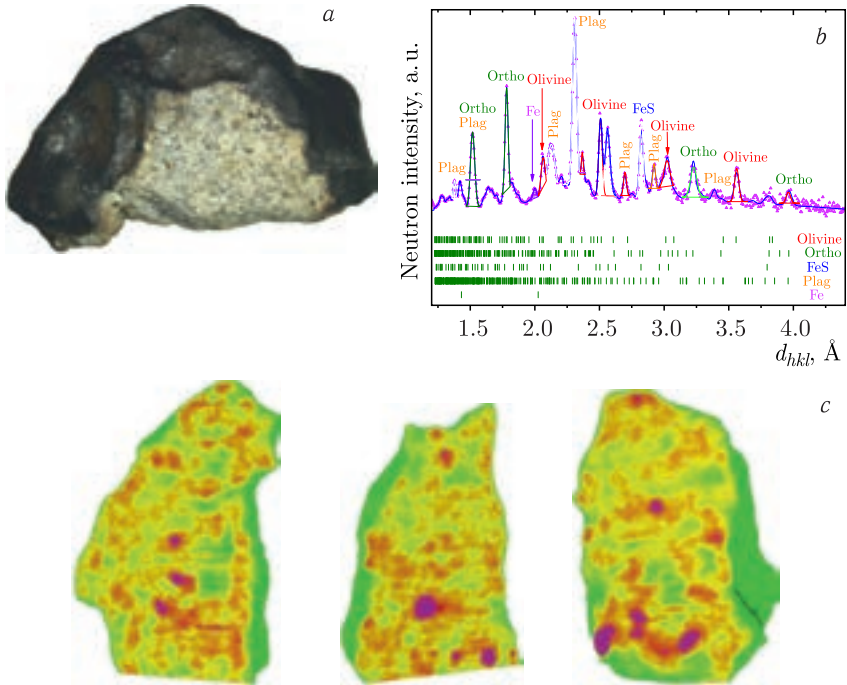 a
b
Neutron intensity, a. u.
Plag
Ortho
Plag
Ortho
Fe
Olivine
Plag
Plag
Olivine
Plag
FeS
Plag
Olivine
Ortho
Plag
Olivine
Ortho
Olivine
Ortho
FeS
Plag
Fe
1.5 2.0 2.5 3.0 3.5 4.0
d_hkl, Å
c